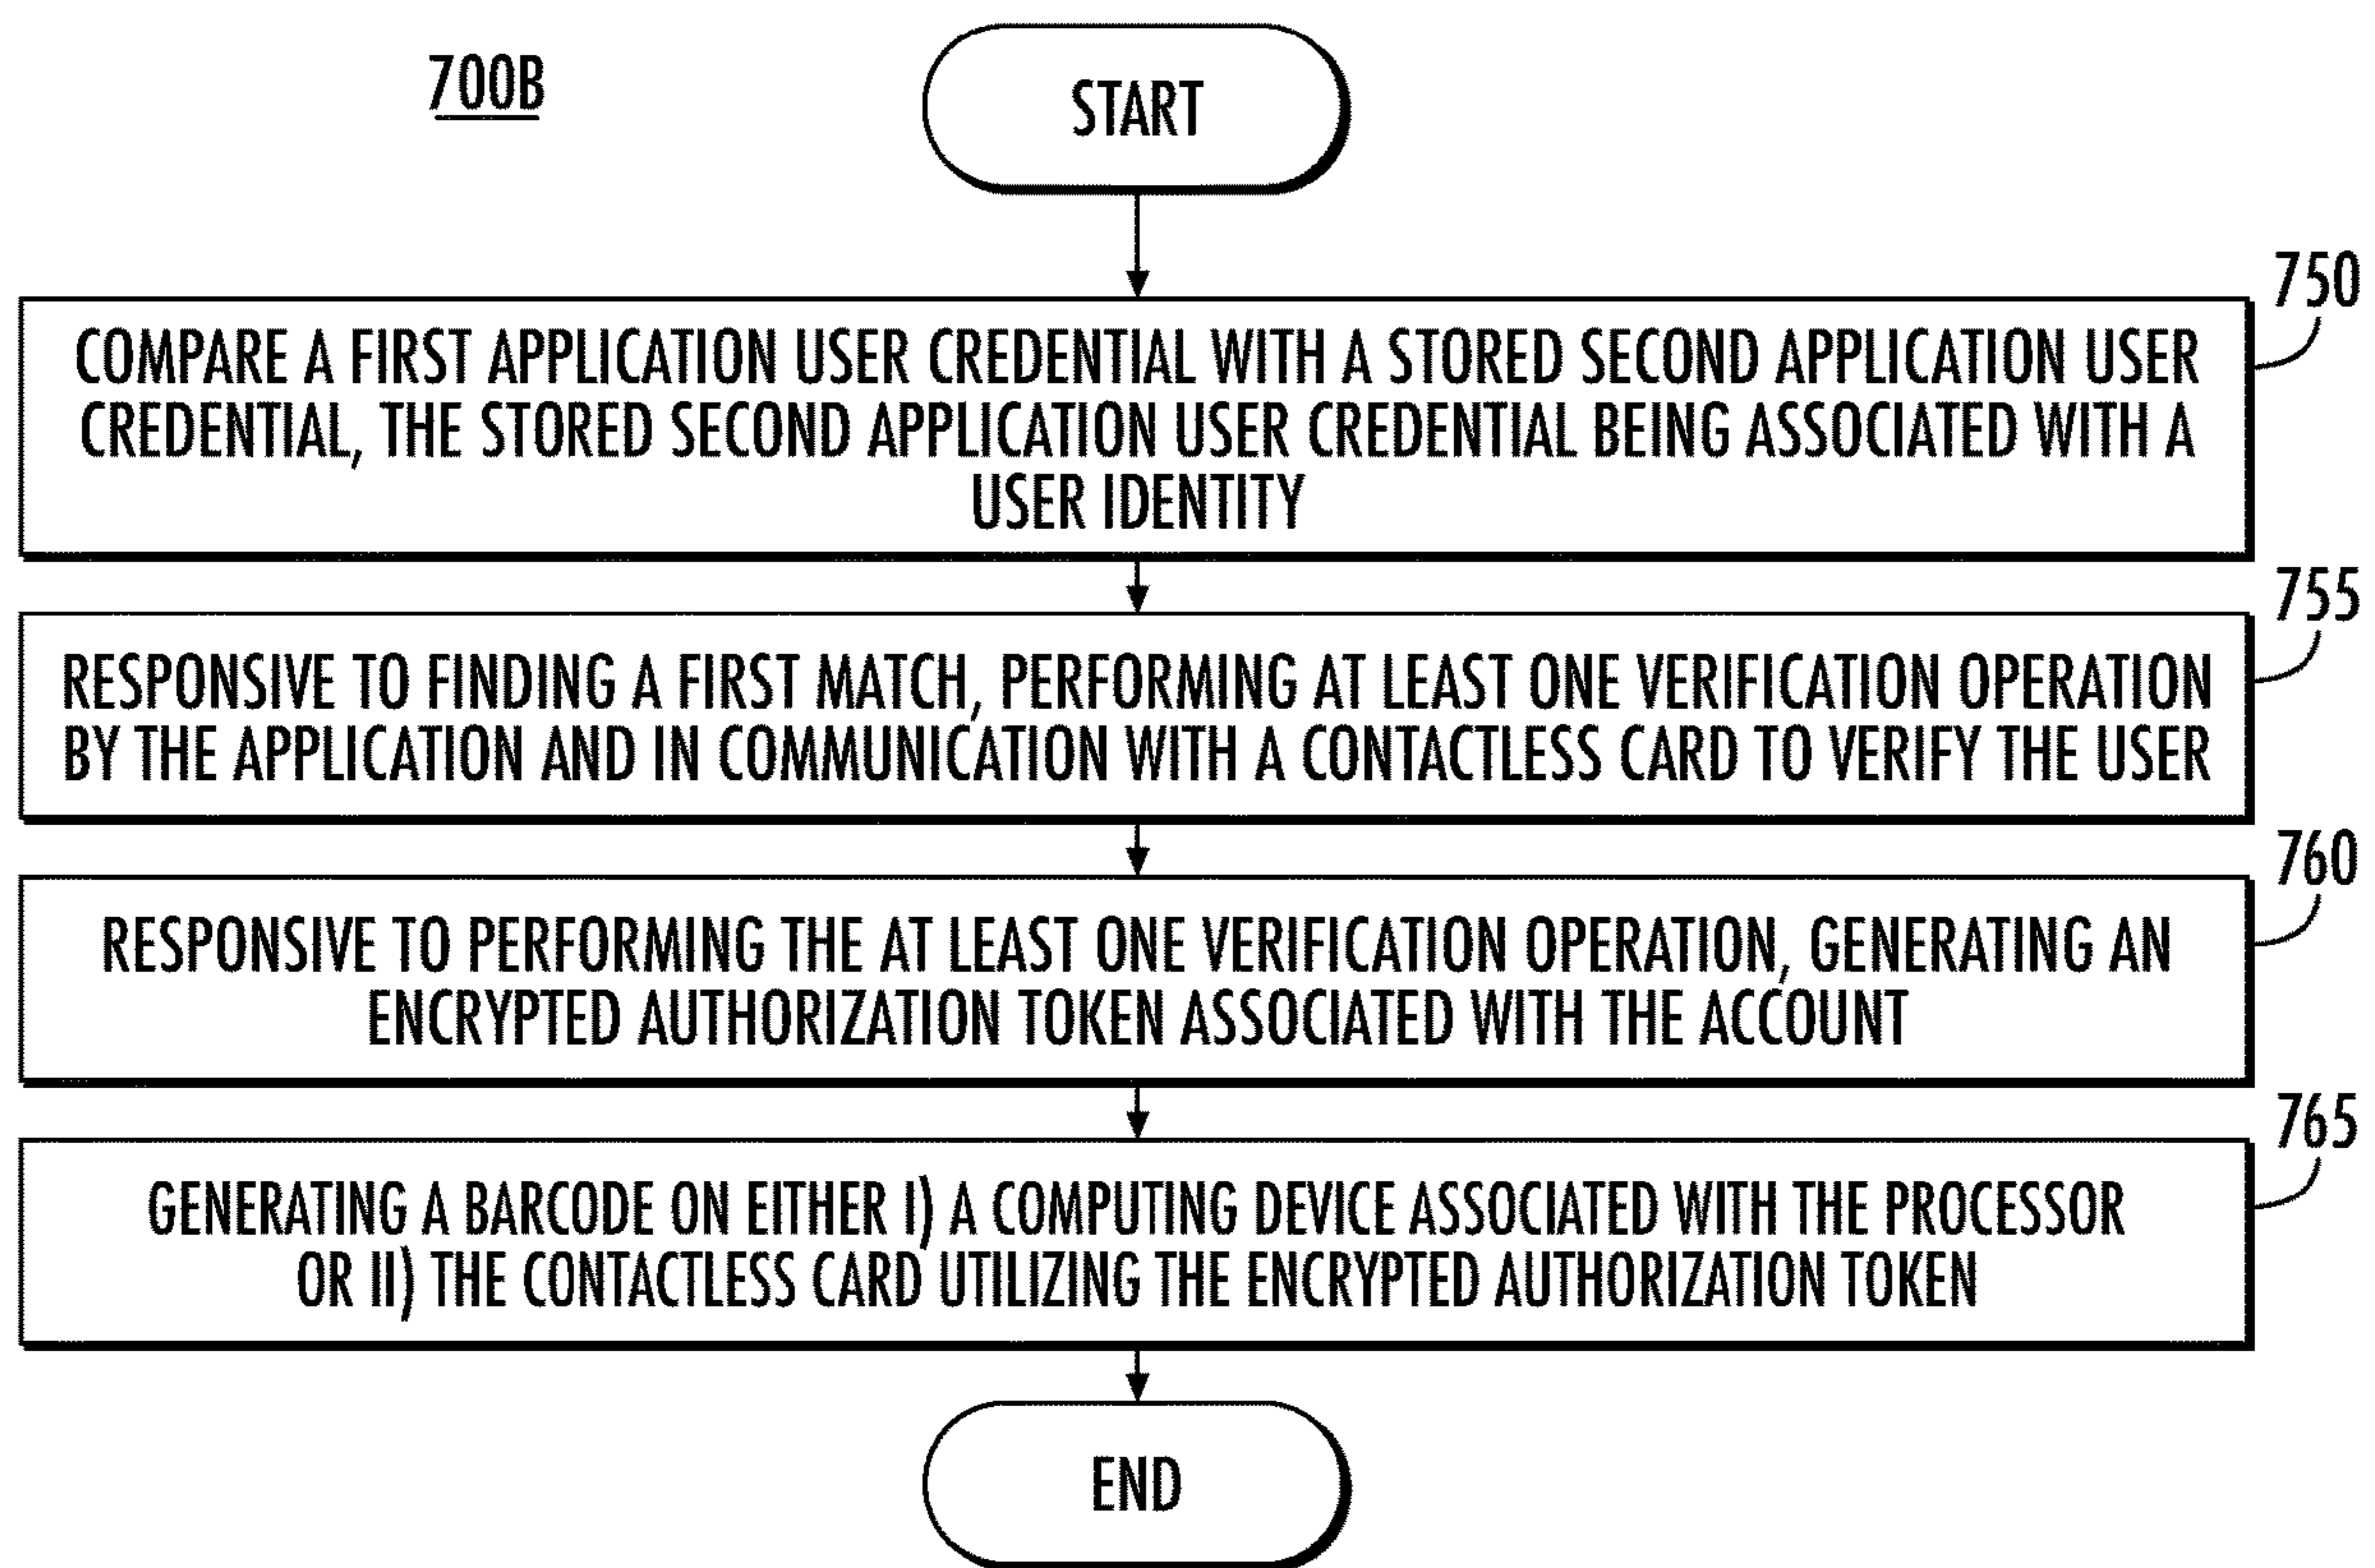 700B
START
750
COMPARE A FIRST APPLICATION USER CREDENTIAL WITH A STORED SECOND APPLICATION USER
CREDENTIAL, THE STORED SECOND APPLICATION USER CREDENTIAL BEING ASSOCIATED WITH A
USER IDENTITY
755
RESPONSIVE TO FINDING A FIRST MATCH, PERFORMING AT LEAST ONE VERIFICATION OPERATION
BY THE APPLICATION AND IN COMMUNICATION WITH A CONTACTLESS CARD TO VERIFY THE USER
760
RESPONSIVE TO PERFORMING THE AT LEAST ONE VERIFICATION OPERATION, GENERATING AN
ENCRYPTED AUTHORIZATION TOKEN ASSOCIATED WITH THE ACCOUNT
765
GENERATING A BARCODE ON EITHER I) A COMPUTING DEVICE ASSOCIATED WITH THE PROCESSOR
OR II) THE CONTACTLESS CARD UTILIZING THE ENCRYPTED AUTHORIZATION TOKEN
END